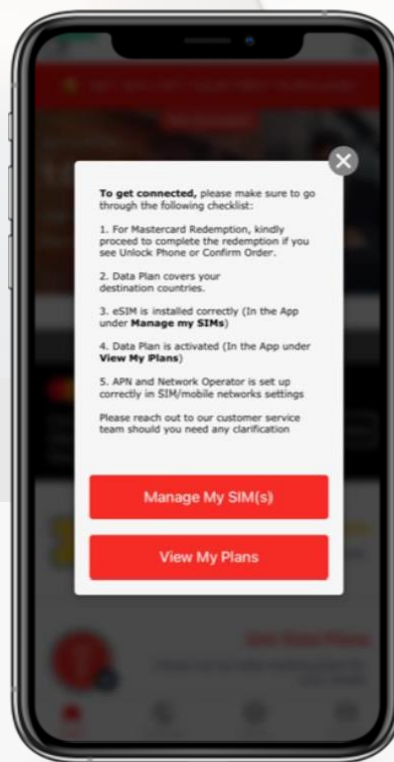 To get connected, please make sure to go
through the following checklist:
1. For Mastercard Redemption, kindly
proceed to complete the redemption if you
see Unlock Phone or Confirm Order.
2. Data Plan covers your
destination countries.
3. eSIM is installed correctly (In the App
under Manage my SIMs)
4. Data Plan is activated (In the App under
View My Plans)
5. APN and Network Operator is set up
correctly in SIM/mobile networks settings
Please reach out to our customer service
team should you need any clarification
Manage My SIM(s)
View My Plans